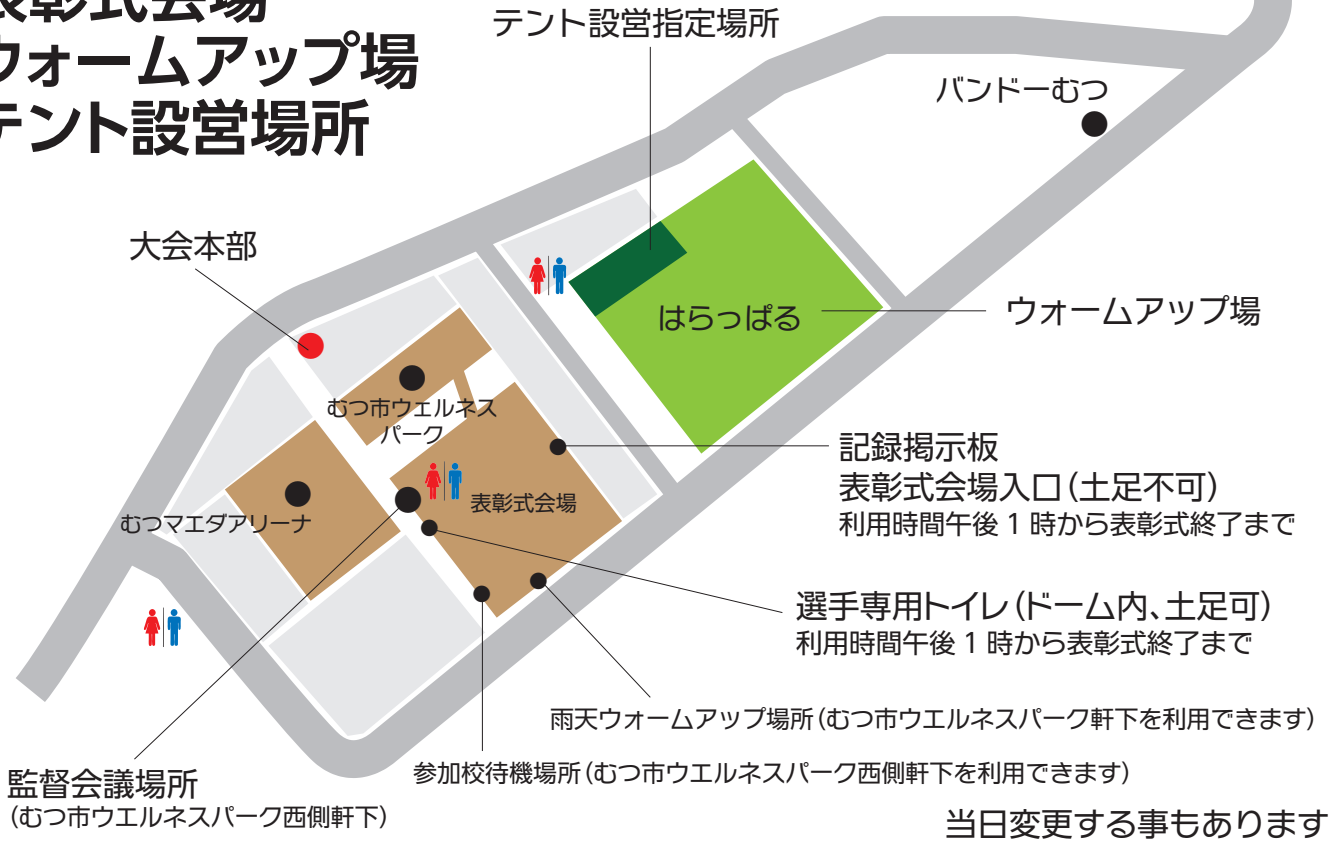 表彰式会場
ウォームアップ場
テント設営場所
テント設営指定場所
バンドーむつ
大会本部
はらっぱる
ウォームアップ場
むつ市ウェルネス
パーク
記録掲示板
表彰式会場入口(土足不可)
利用時間午後1時から表彰式終了まで
表彰式会場
むつマエダアリーナ
選手専用トイレ(ドーム内、土足可)
利用時間午後1時から表彰式終了まで
雨天ウォームアップ場所(むつ市ウエルネスパーク軒下を利用できます)
参加校待機場所(むつ市ウエルネスパーク西側軒下を利用できます)
監督会議場所
(むつ市ウエルネスパーク西側軒下)
当日変更する事もあります